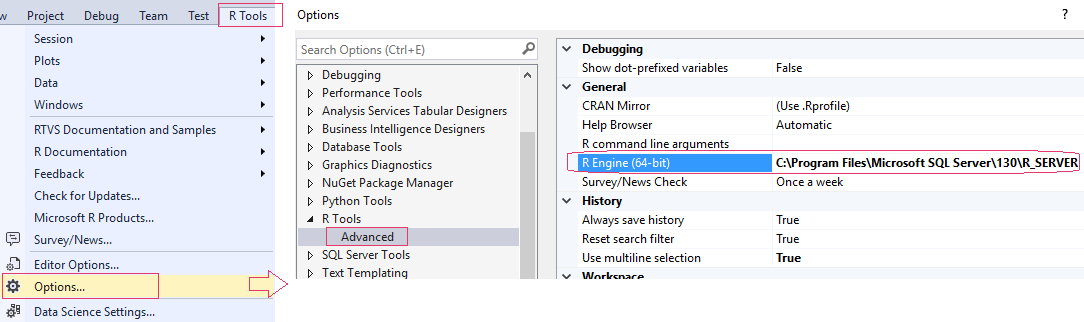 w Project Debug Team Test R Tools
Session
Plots
Data
Windows
RTVS Documentation and Samples
R Documentation
Feedback
Check for Updates...
Microsoft R Products...
Survey/News...
Editor Options...
Options...
Data Science Settings...
Options ?
Search Options (Ctrl+E)
Debugging
Performance Tools
Analysis Services Tabular Designers
Business Intelligence Designers
Database Tools
Graphics Diagnostics
NuGet Package Manager
Python Tools
R Tools
Advanced
SQL Server Tools
Text Templating
Debugging
Show dot-prefixed variables False
General
CRAN Mirror (Use .Rprofile)
Help Browser Automatic
R command line arguments
R Engine (64-bit) C:\Program Files\Microsoft SQL Server\130\R_SERVER
Survey/News Check Once a week
History
Always save history True
Reset search filter True
Use multiline selection True
Workspace